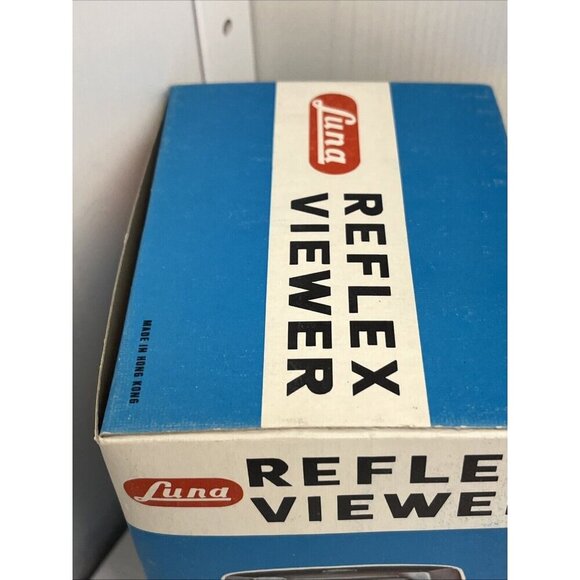 Luna
REFLEX
VIEWER
MADE IN HONG KONG
Luna
REFLE
VIEWE